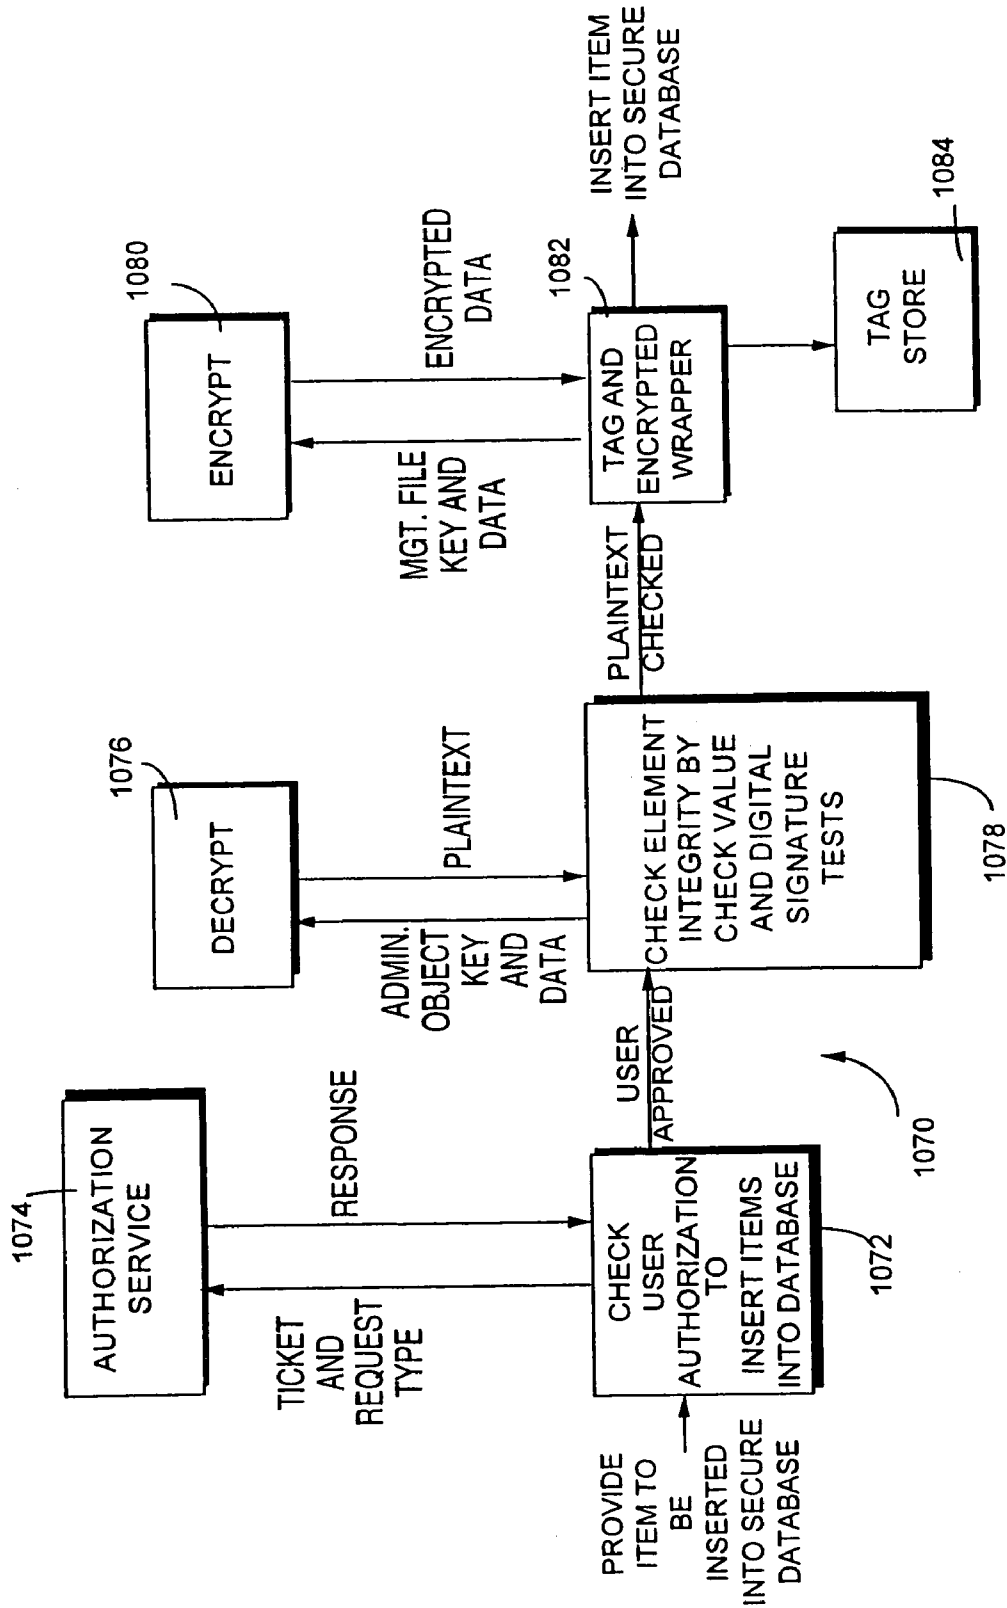 1074
AUTHORIZATION
SERVICE
TICKET
AND
REQUEST
TYPE
RESPONSE
PROVIDE
ITEM TO
BE
INSERTED
INTO SECURE
DATABASE
CHECK
USER
AUTHORIZATION
TO
INSERT ITEMS
INTO DATABASE
1072
USER
APPROVED
1070
1076
DECRYPT
ADMIN.
OBJECT
KEY
AND
DATA
PLAINTEXT
CHECK ELEMENT
INTEGRITY BY
CHECK VALUE
AND DIGITAL
SIGNATURE
TESTS
1078
PLAINTEXT
CHECKED
1080
ENCRYPT
MGT. FILE
KEY AND
DATA
ENCRYPTED
DATA
1082
TAG AND
ENCRYPTED
WRAPPER
INSERT ITEM
INTO SECURE
DATABASE
TAG
STORE
1084